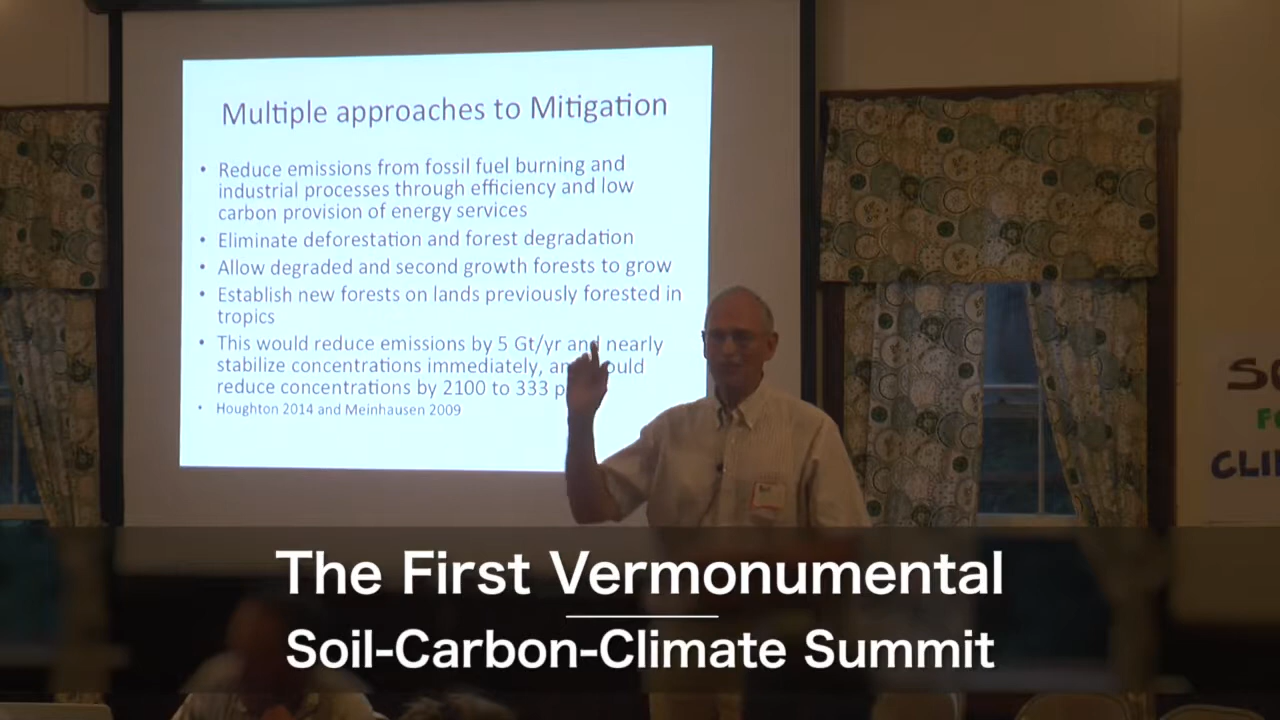 Multiple approaches to Mitigation
• Reduce emissions from fossil fuel burning and
industrial processes through efficiency and low
carbon provision of energy services
• Eliminate deforestation and forest degradation
• Allow degraded and second growth forests to grow
• Establish new forests on lands previously forested in
tropics
• This would reduce emissions by 5 Gt/yr and nearly
stabilize concentrations immediately,
reduce concentrations by 2100 to 333
• Houghton 2014 and Meinhausen 2009
The First Vermonumental
Soil-Carbon-Climate Summit